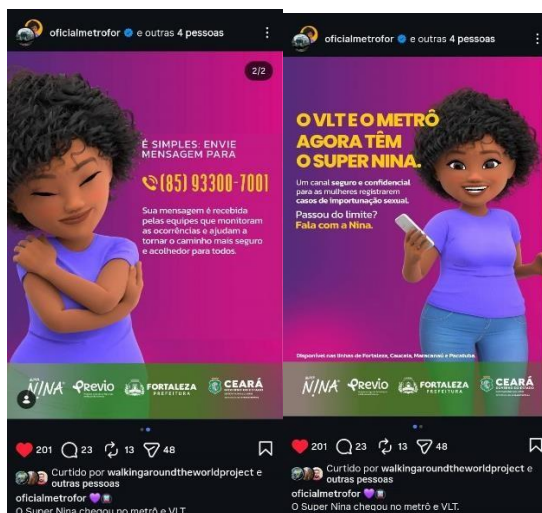 oficialmetrofor e outras 4 pessoas
2/2
É SIMPLES: ENVIE
MENSAGEM PARA
(85) 93300-7001
Sua mensagem é recebida
pelas equipes que monitoram
as ocorrências e ajudam a
tornar o caminho mais seguro
e acolhedor para todos.
NINA
PReVio
FORTALEZA
PREFEITURA
CEARÁ
201 23 13 48
Curtido por walkingaroundtheworldproject e
outras pessoas
oficialmetrofor
O Super Nina chegou no metrô e VLT.
oficialmetrofor e outras 4 pessoas
O VLT E O METRÔ
AGORA TÊM
O SUPER NINA.
Um canal seguro e confidencial
para as mulheres registrarem
casos de importunação sexual.
Passou do limite?
Fala com a Nina.
Disponível nas linhas de Fortaleza, Caucaia, Maracanaú e Pacatuba.
NINA
PReVio
FORTALEZA
PREFEITURA
CEARÁ
201 23 13 48
Curtido por walkingaroundtheworldproject e
outras pessoas
oficialmetrofor
O Super Nina chegou no metrô e VLT.